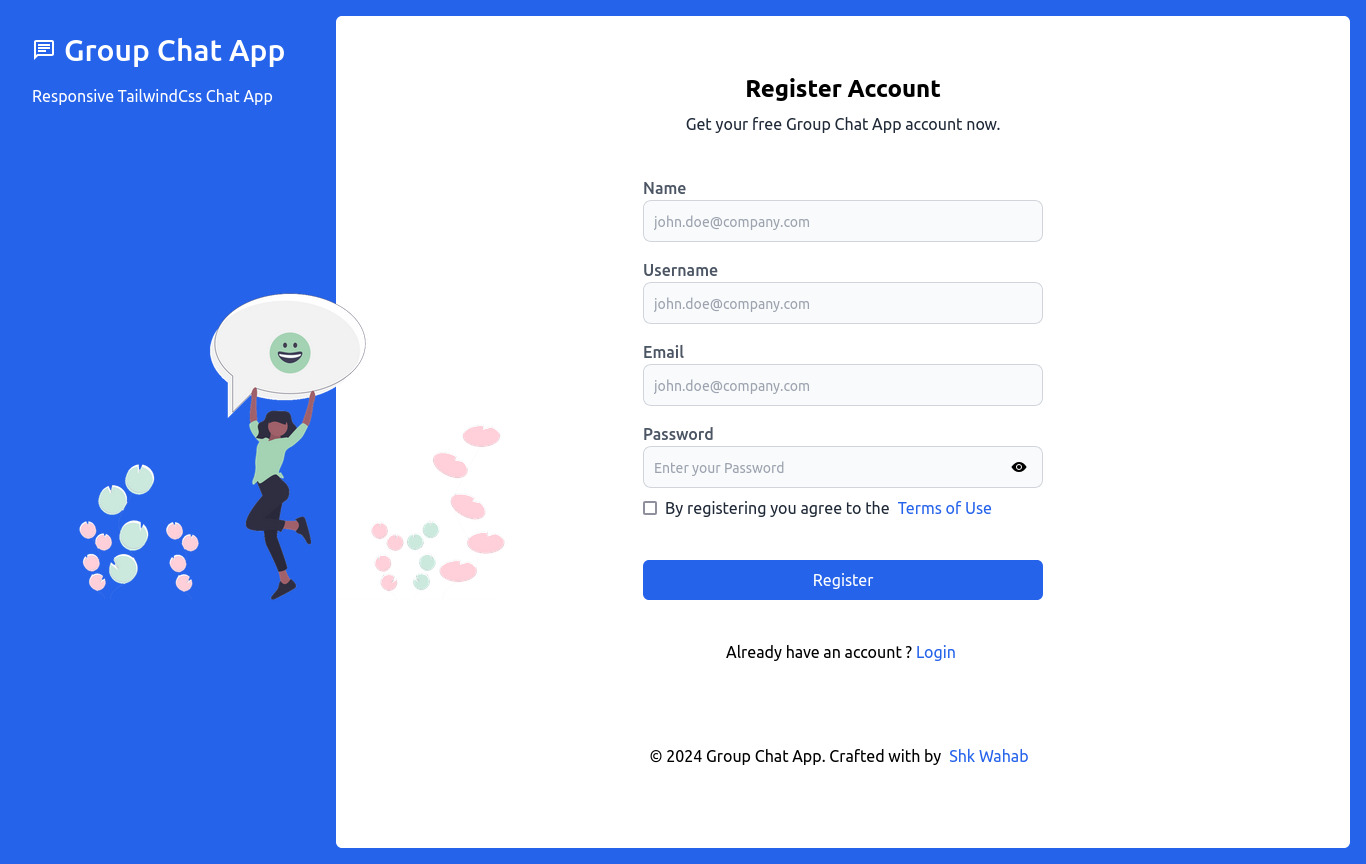 Group Chat App
Responsive TailwindCss Chat App
Register Account
Get your free Group Chat App account now.
Name
john.doe@company.com
Username
john.doe@company.com
Email
john.doe@company.com
Password
Enter your Password
By registering you agree to the Terms of Use
Register
Already have an account ? Login
© 2024 Group Chat App. Crafted with by Shk Wahab